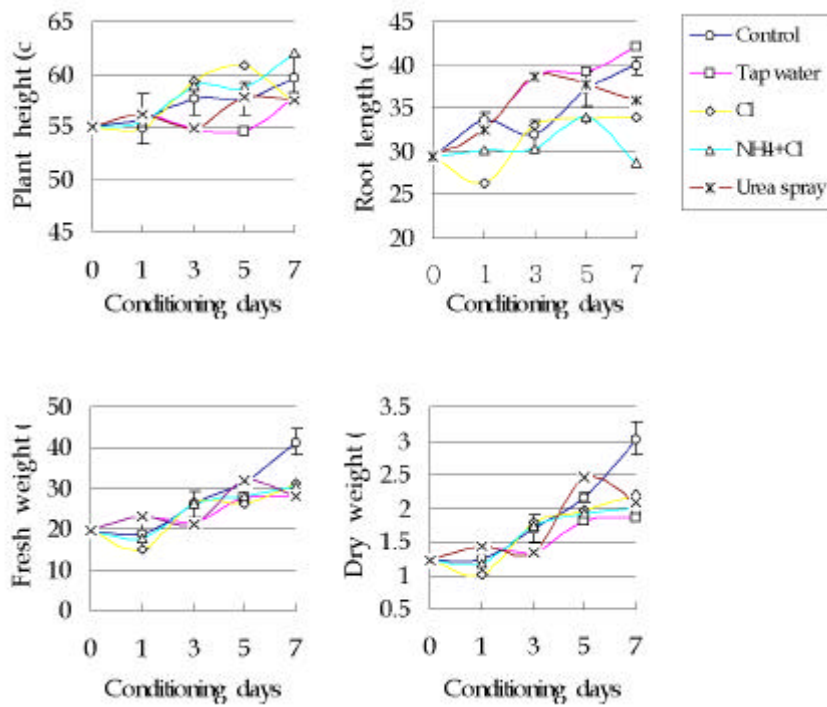 Plant height (c
65
60
55
50
45
0 1 3 5 7
Conditioning days
Root length (cr
45
40
35
30
25
20
0 1 3 5 7
Conditioning days
Control
Tap water
Cl
NH4+Cl
Urea spray
Fresh weight (
50
40
30
20
10
0
0 1 3 5 7
Conditioning days
Dry weight (
3.5
3
2.5
2
1.5
1
0.5
0 1 3 5 7
Conditioning days